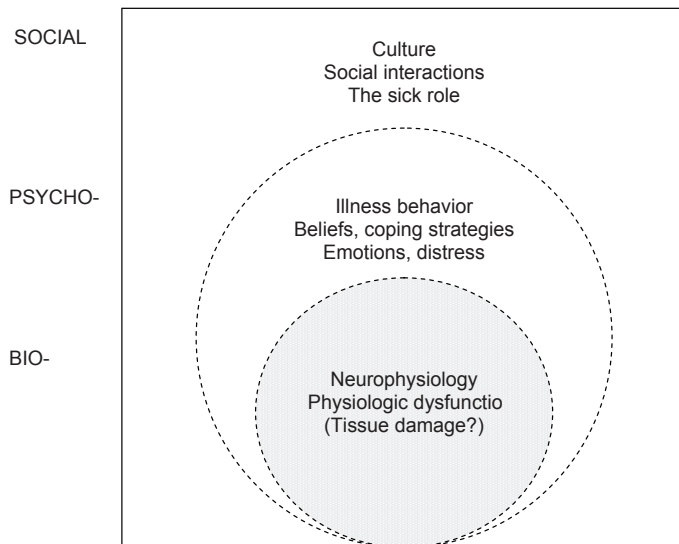 SOCIAL
Culture
Social interactions
The sick role
PSYCHO-
Illness behavior
Beliefs, coping strategies
Emotions, distress
BIO-
Neurophysiology
Physiologic dysfunctio
(Tissue damage?)